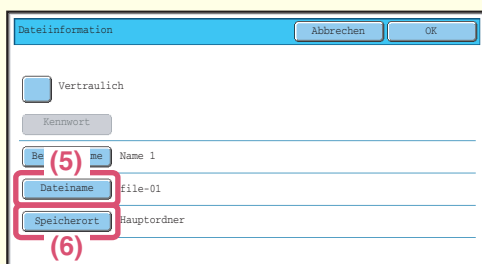 Dateiinformation Abbrechen OK
Vertraulich
Kennwort
(5) Name 1
Dateiname file-01
Speicherort Hauptordner
(6)